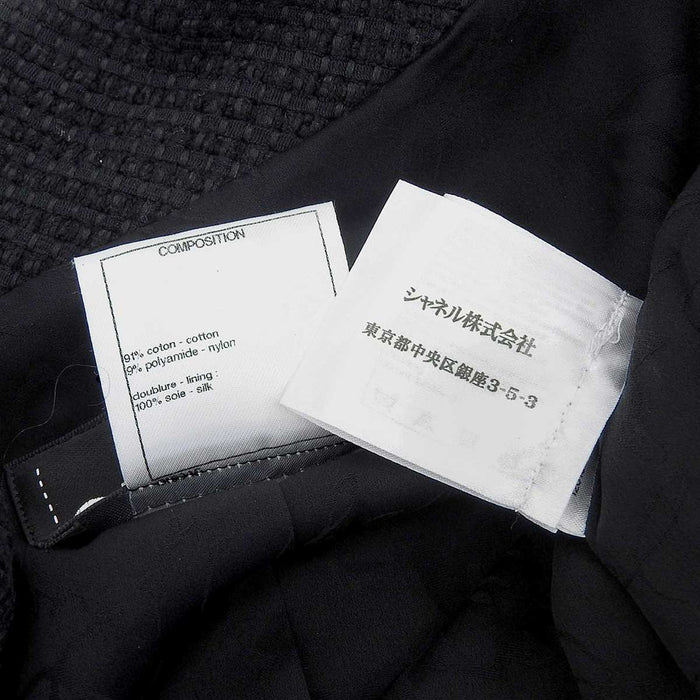 COMPOSITION
91% coton - cotton
9% polyamide - nylon
doublure - lining :
100% soie - silk
シャネル株式会社
東京都中央区銀座3-5-3